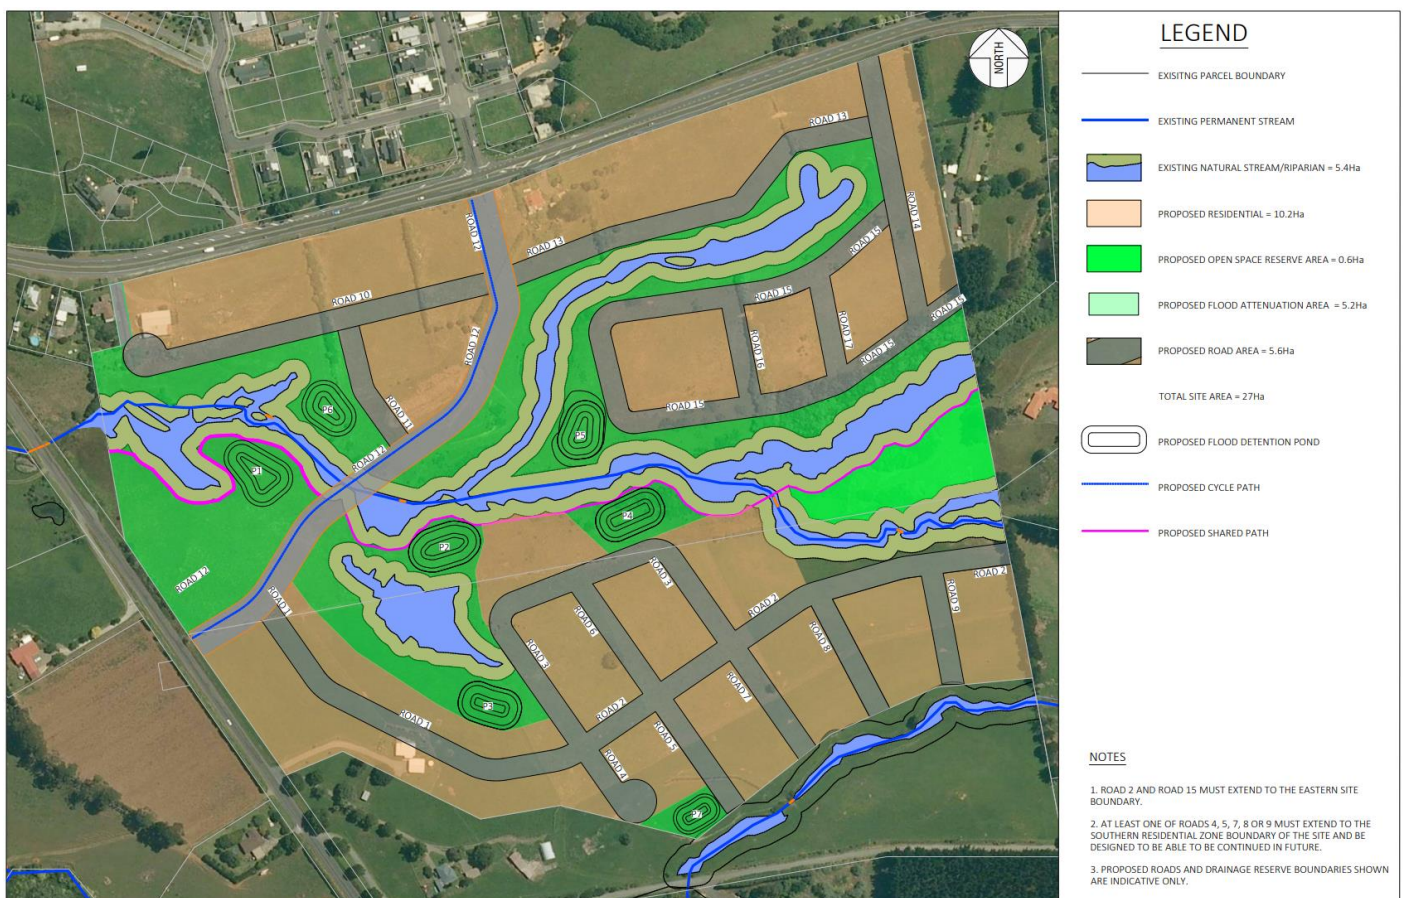 LEGEND
EXISITNG PARCEL BOUNDARY
EXISTING PERMANENT STREAM
EXISTING NATURAL STREAM/RIPARIAN = 5.4Ha
PROPOSED RESIDENTIAL = 10.2Ha
PROPOSED OPEN SPACE RESERVE AREA = 0.6Ha
PROPOSED FLOOD ATTENUATION AREA = 5.2Ha
PROPOSED ROAD AREA = 5.6Ha
TOTAL SITE AREA = 27Ha
PROPOSED FLOOD DETENTION POND
PROPOSED CYCLE PATH
PROPOSED SHARED PATH
NOTES
1. ROAD 2 AND ROAD 15 MUST EXTEND TO THE EASTERN SITE
BOUNDARY.
2. AT LEAST ONE OF ROADS 4, 5, 7, 8 OR 9 MUST EXTEND TO THE
SOUTHERN RESIDENTIAL ZONE BOUNDARY OF THE SITE AND BE
DESIGNED TO BE ABLE TO BE CONTINUED IN FUTURE.
3. PROPOSED ROADS AND DRAINAGE RESERVE BOUNDARIES SHOWN
ARE INDICATIVE ONLY.
NORTH
ROAD 13
ROAD 14
ROAD 12
ROAD 13
ROAD 15
ROAD 10
ROAD 15
ROAD 15
ROAD 12
ROAD 17
ROAD 16
ROAD 15
ROAD 15
ROAD 11
P6
P5
ROAD 12
P1
P4
P2
ROAD 12
ROAD 3
ROAD 2
ROAD 1
ROAD 9
ROAD 2
ROAD 6
ROAD 8
ROAD 3
ROAD 7
P3
ROAD 2
ROAD 1
ROAD 5
ROAD 4
P7